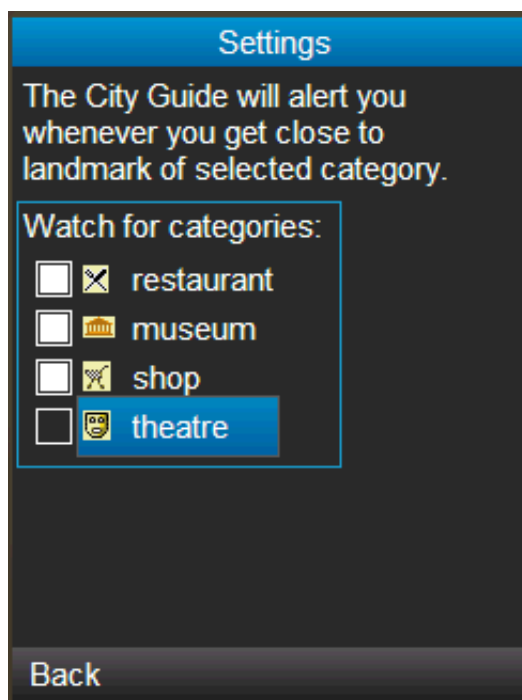 Settings
The City Guide will alert you
whenever you get close to
landmark of selected category.
Watch for categories:
restaurant
museum
shop
theatre
Back